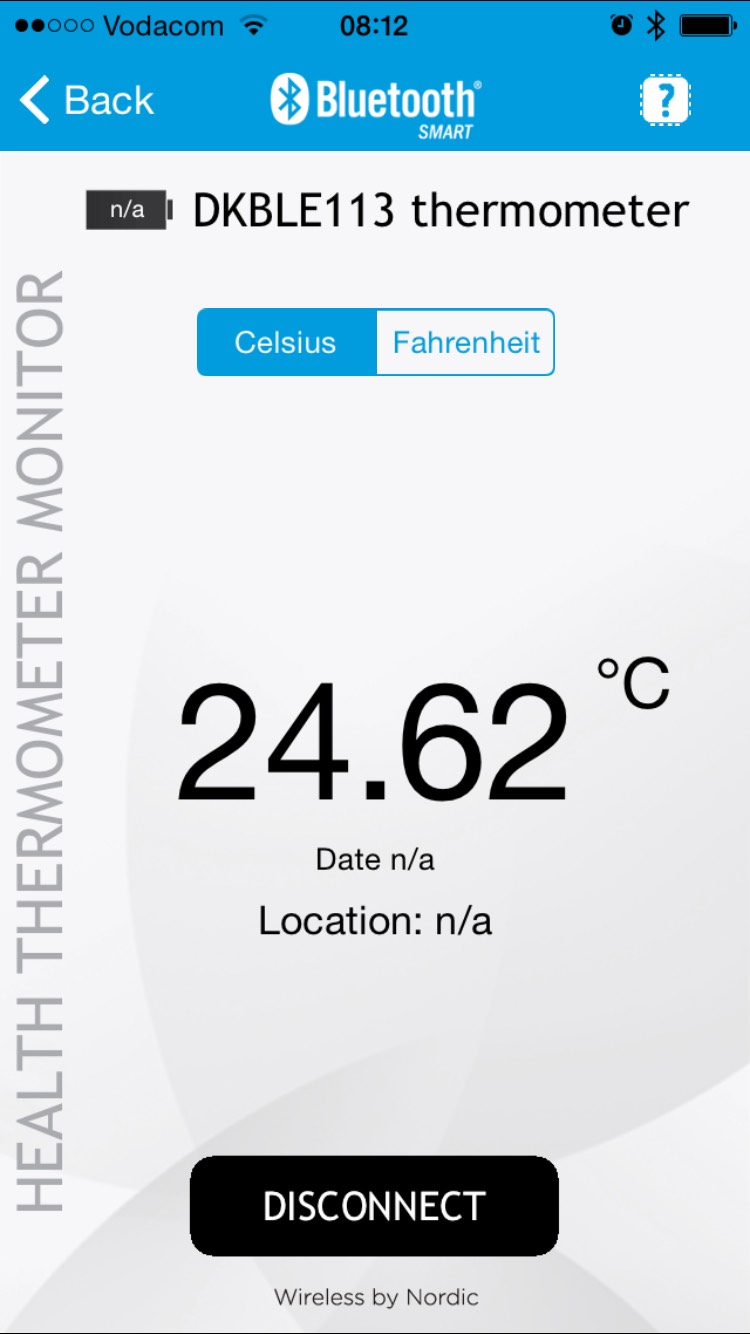 Vodacom 08:12
Back
Bluetooth®
SMART
?
n/a DKBLE113 thermometer
HEALTH THERMOMETER MONITOR
Celsius Fahrenheit
24.62 °C
Date n/a
Location: n/a
DISCONNECT
Wireless by Nordic